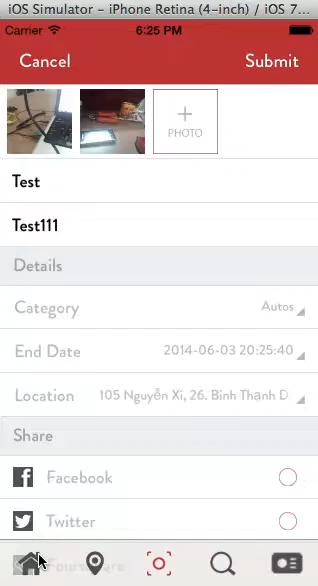 iOS Simulator – iPhone Retina (4–inch) / iOS 7...
Carrier 6:25 PM
Cancel Submit
+
PHOTO
Test
Test111
Details
Category Autos
End Date 2014-06-03 20:25:40
Location 105 Nguyễn Xí, 26. Bình Thạnh D
Share
Facebook
Twitter
Foursquare